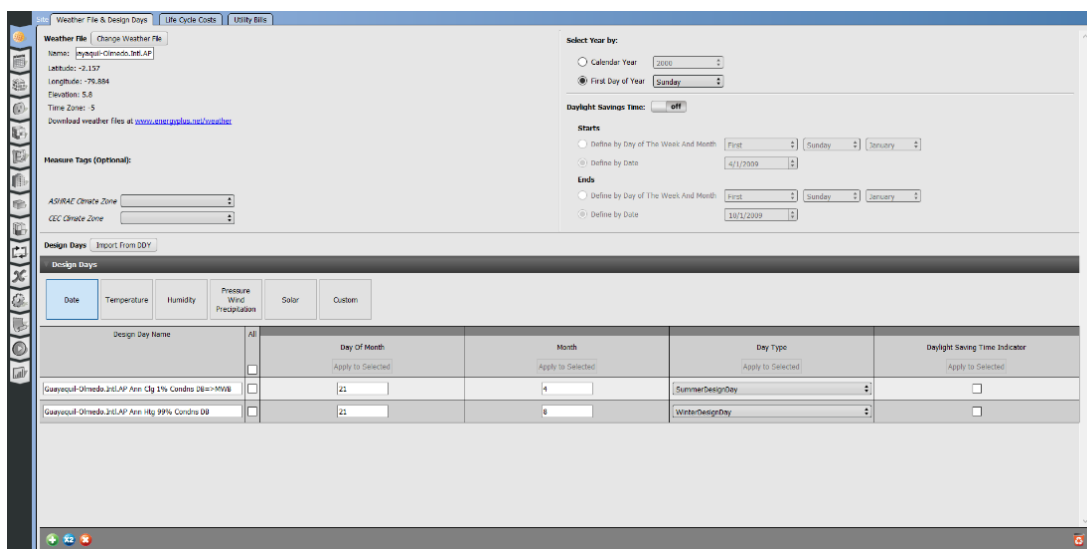 Site Weather File & Design Days Life Cycle Costs Utility Bills
Weather File Change Weather File
Name: ayaquil-Olmedo.Intl.AP
Latitude: -2.157
Longitude: -79.884
Elevation: 5.8
Time Zone: -5
Download weather files at www.energyplus.net/weather
Measure Tags (Optional):
ASHRAE Climate Zone
CEC Climate Zone
Select Year by:
Calendar Year 2000
First Day of Year Sunday
Daylight Savings Time: off
Starts
Define by Day of The Week And Month First Sunday January
Define by Date 4/1/2009
Ends
Define by Day of The Week And Month First Sunday January
Define by Date 10/1/2009
Design Days Import From DDY
Design Days
Date Temperature Humidity Pressure Wind Precipitation Solar Custom
Design Day Name All Day Of Month Month Day Type Daylight Saving Time Indicator
Apply to Selected Apply to Selected Apply to Selected Apply to Selected
Guayaquil-Olmedo.Intl.AP Ann Clg 1% Condns DB=>MWB 21 4 SummerDesignDay
Guayaquil-Olmedo.Intl.AP Ann Htg 99% Condns DB 21 8 WinterDesignDay
x2